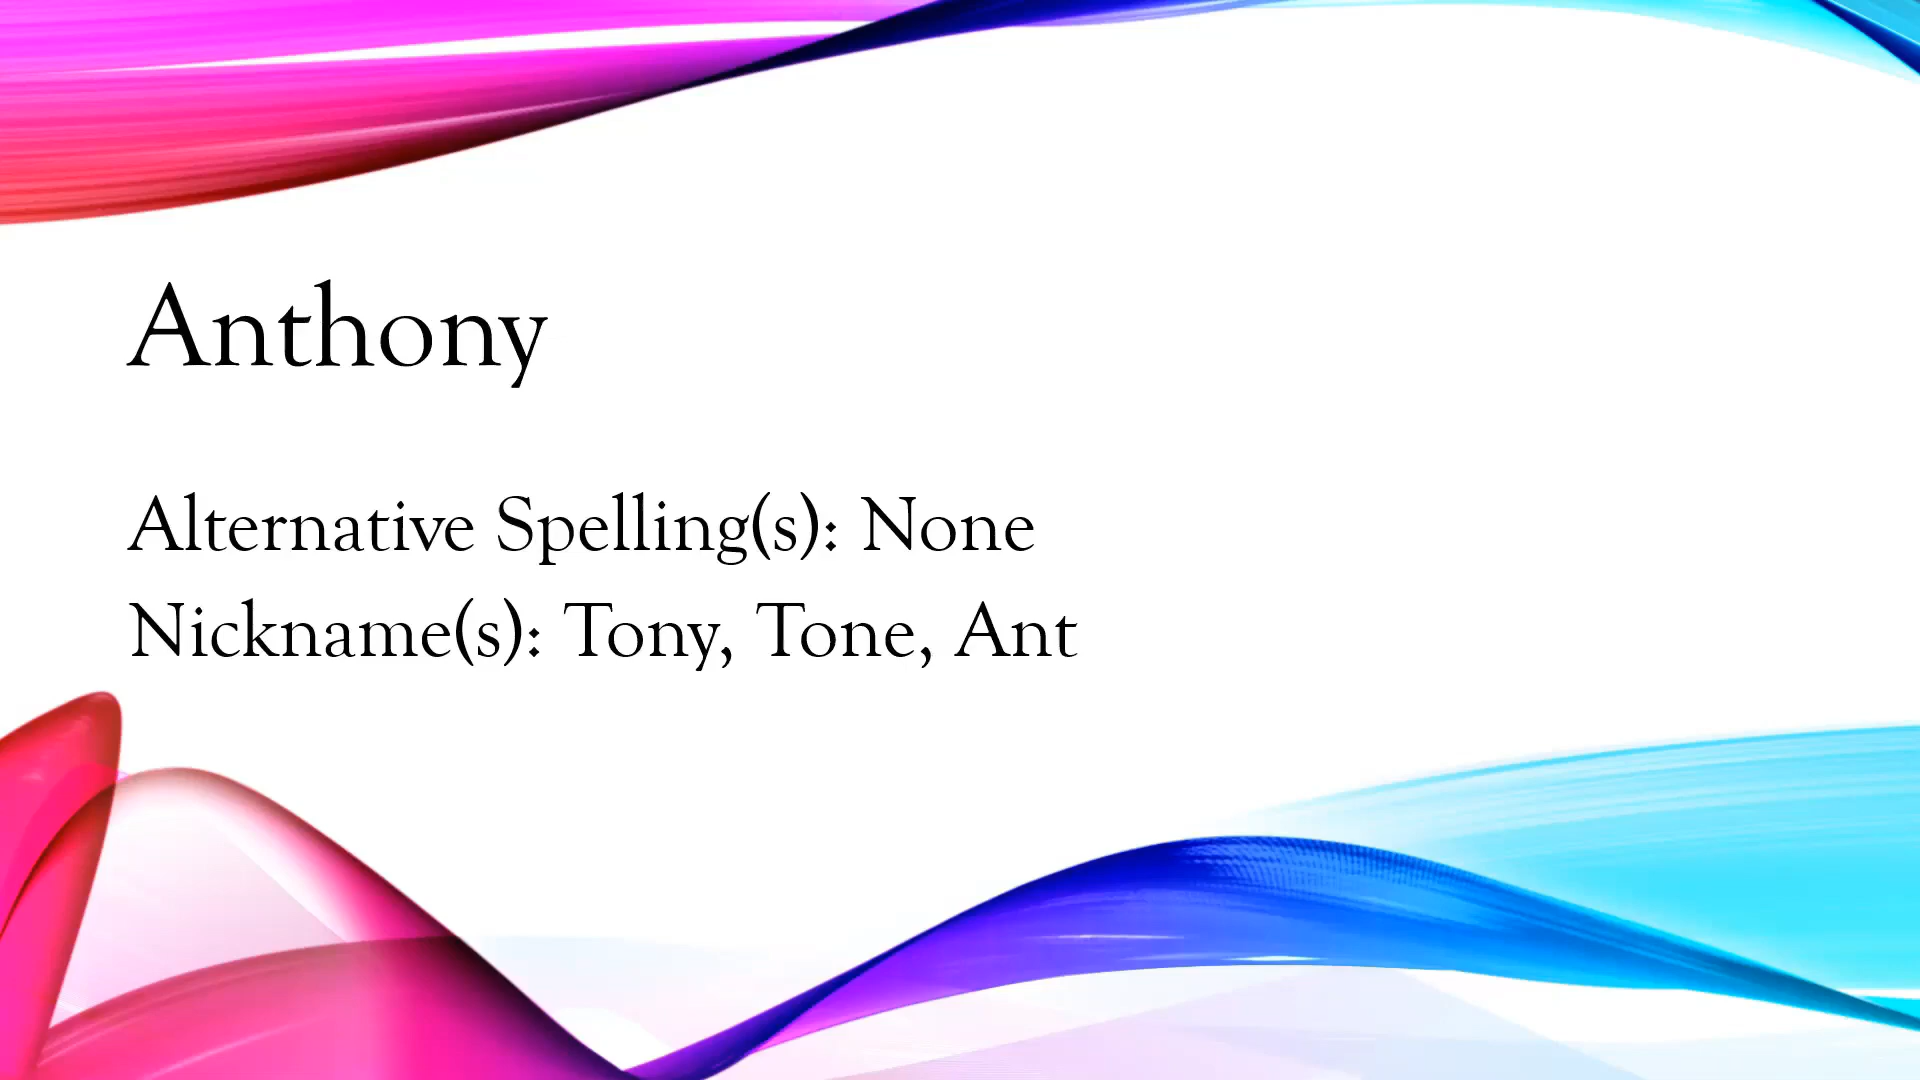 Anthony
Alternative Spelling(s): None
Nickname(s): Tony, Tone, Ant